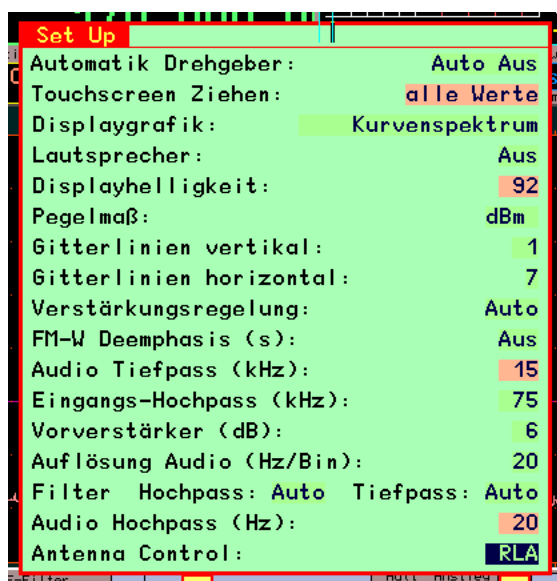 Set Up
Automatik Drehgeber: Auto Aus
Touchscreen Ziehen: alle Werte
Displaygrafik: Kurvenspektrum
Lautsprecher: Aus
Displayhelligkeit: 92
Pegelmaß: dBm
Gitterlinien vertikal: 1
Gitterlinien horizontal: 7
Verstärkungsregelung: Auto
FM-W Deemphasis (s): Aus
Audio Tiefpass (kHz): 15
Eingangs-Hochpass (kHz): 75
Vorverstärker (dB): 6
Auflösung Audio (Hz/Bin): 20
Filter Hochpass: Auto Tiefpass: Auto
Audio Hochpass (Hz): 20
Antenna Control: RLA